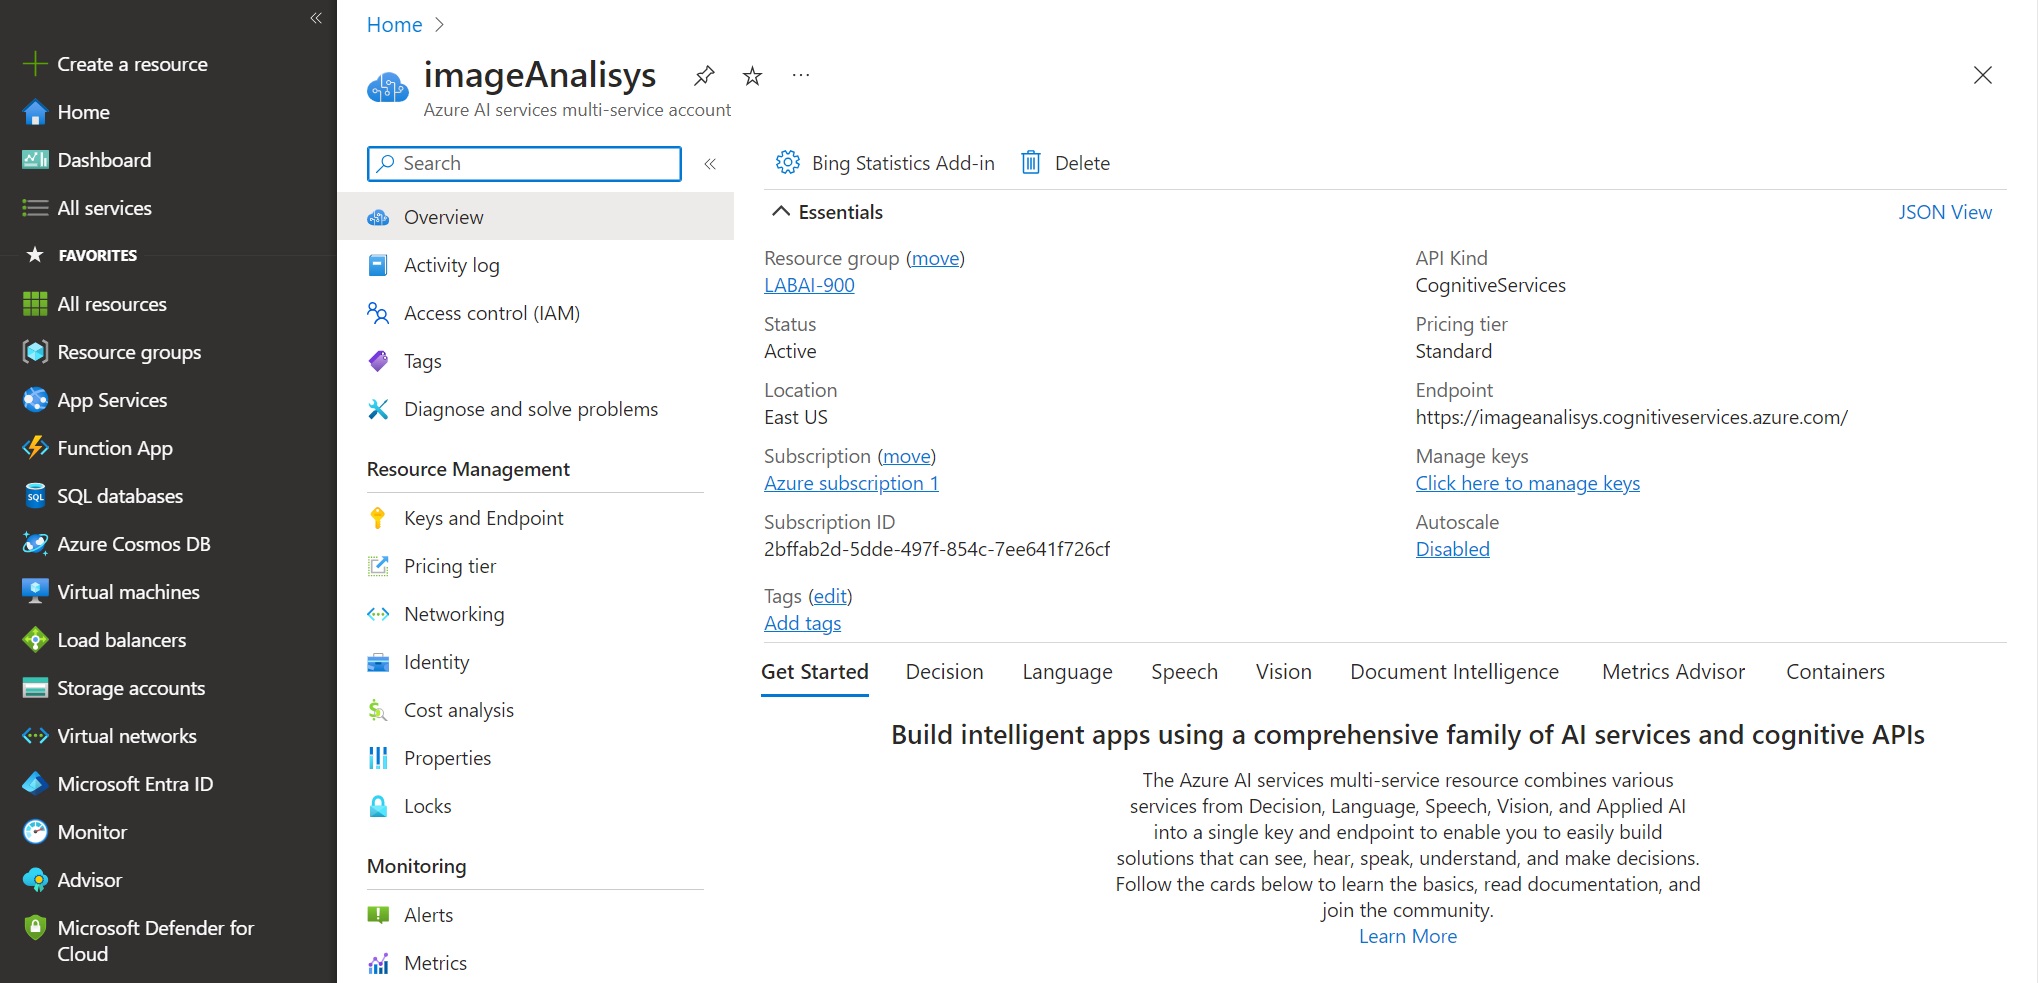 Create a resource
Home
Dashboard
All services
FAVORITES
All resources
Resource groups
App Services
Function App
SQL databases
Azure Cosmos DB
Virtual machines
Load balancers
Storage accounts
Virtual networks
Microsoft Entra ID
Monitor
Advisor
Microsoft Defender for
Cloud
Home
imageAnalisys
Azure AI services multi-service account
Search
Overview
Activity log
Access control (IAM)
Tags
Diagnose and solve problems
Resource Management
Keys and Endpoint
Pricing tier
Networking
Identity
Cost analysis
Properties
Locks
Monitoring
Alerts
Metrics
Bing Statistics Add-in
Delete
Essentials
JSON View
Resource group (move)
LABAI-900
Status
Active
Location
East US
Subscription (move)
Azure subscription 1
Subscription ID
2bffab2d-5dde-497f-854c-7ee641f726cf
Tags (edit)
Add tags
API Kind
CognitiveServices
Pricing tier
Standard
Endpoint
https://imageanalisys.cognitiveservices.azure.com/
Manage keys
Click here to manage keys
Autoscale
Disabled
Get Started Decision Language Speech Vision Document Intelligence Metrics Advisor Containers
Build intelligent apps using a comprehensive family of AI services and cognitive APIs
The Azure AI services multi-service resource combines various
services from Decision, Language, Speech, Vision, and Applied AI
into a single key and endpoint to enable you to easily build
solutions that can see, hear, speak, understand, and make decisions.
Follow the cards below to learn the basics, read documentation, and
join the community.
Learn More